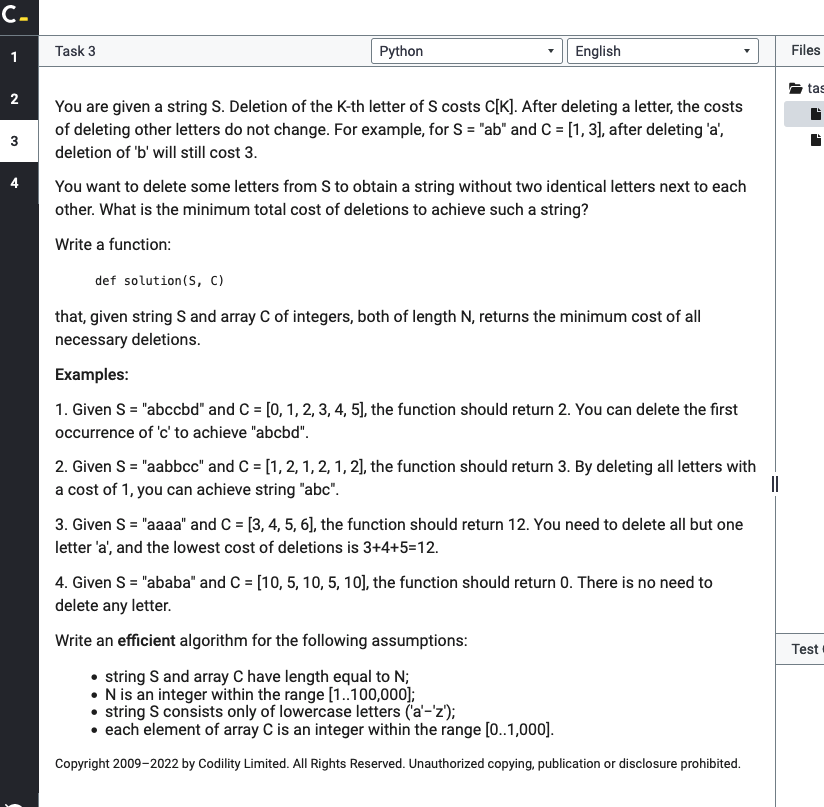 C_
1
Task 3
Python
English
Files
2
tas
You are given a string S. Deletion of the K-th letter of S costs C[K]. After deleting a letter, the costs
of deleting other letters do not change. For example, for S = "ab" and C = [1, 3], after deleting 'a',
3
deletion of 'b' will still cost 3.
4
You want to delete some letters from S to obtain a string without two identical letters next to each
other. What is the minimum total cost of deletions to achieve such a string?
Write a function:
def solution(S, C)
that, given string S and array C of integers, both of length N, returns the minimum cost of all
necessary deletions.
Examples:
1. Given S = "abccbd" and C = [0, 1, 2, 3, 4, 5], the function should return 2. You can delete the first
occurrence of 'c' to achieve "abcbd".
2. Given S = "aabbcc" and C = [1, 2, 1, 2, 1, 2], the function should return 3. By deleting all letters with
a cost of 1, you can achieve string "abc".
3. Given S = "aaaa" and C = [3, 4, 5, 6], the function should return 12. You need to delete all but one
letter 'a', and the lowest cost of deletions is 3+4+5=12.
4. Given S = "ababa" and C = [10, 5, 10, 5, 10], the function should return 0. There is no need to
delete any letter.
Write an efficient algorithm for the following assumptions:
• string S and array C have length equal to N;
• N is an integer within the range [1..100,000];
• string S consists only of lowercase letters ('a'−'z');
• each element of array C is an integer within the range [0..1,000].
Test
Copyright 2009–2022 by Codility Limited. All Rights Reserved. Unauthorized copying, publication or disclosure prohibited.